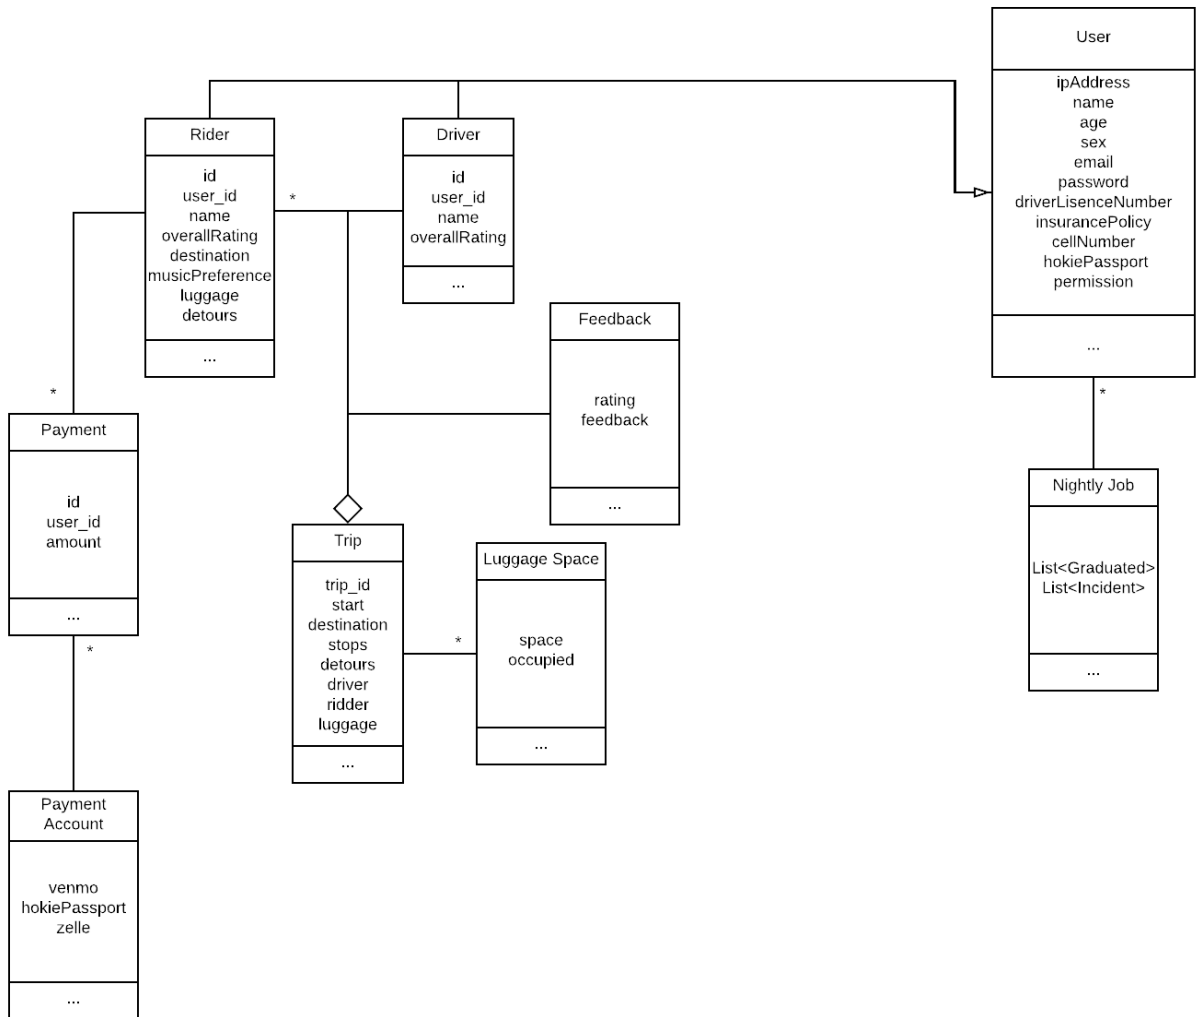 User
ipAddress
name
age
sex
email
password
driverLisenceNumber
insurancePolicy
cellNumber
hokiePassport
permission
...
*
Rider
id
user_id
name
overallRating
destination
musicPreference
luggage
detours
...
*
Driver
id
user_id
name
overallRating
...
Feedback
rating
feedback
...
*
Payment
id
user_id
amount
...
*
Nightly Job
List<Graduated>
List<Incident>
...
Trip
trip_id
start
destination
stops
detours
driver
ridder
luggage
...
*
Luggage Space
space
occupied
...
Payment
Account
venmo
hokiePassport
zelle
...